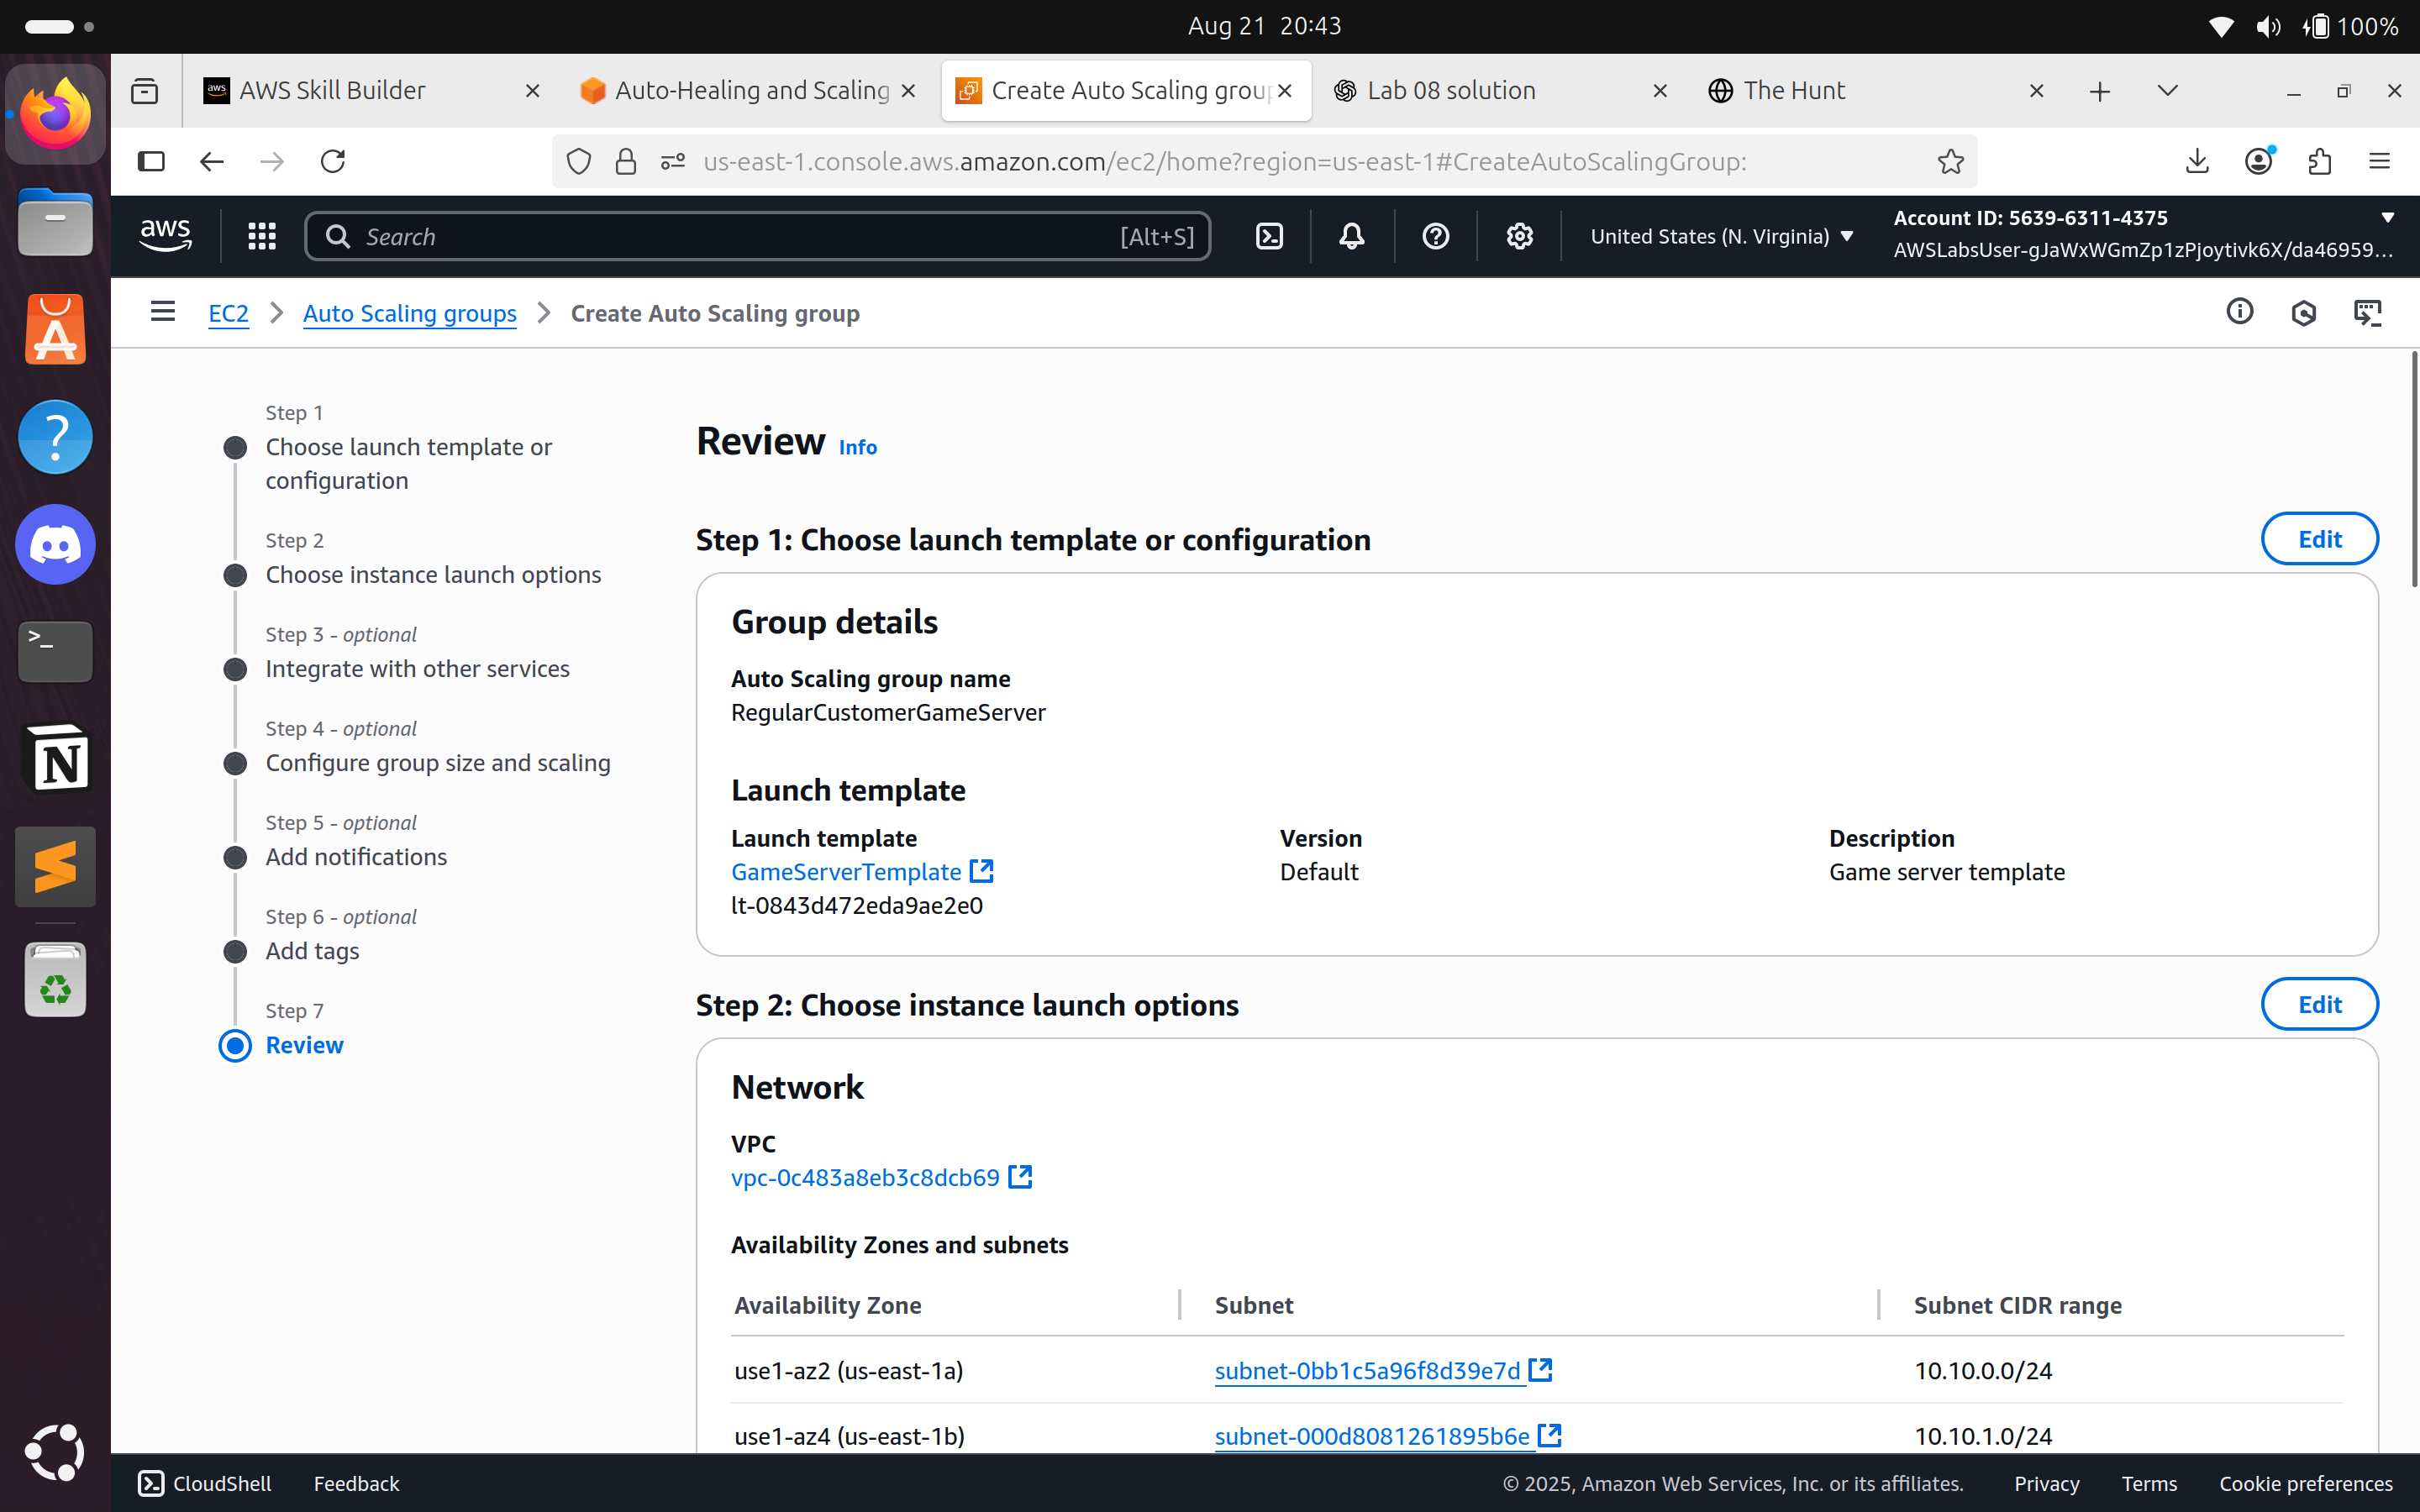 Aug 21 20:43
100%
aws AWS Skill Builder
Auto-Healing and Scaling
Create Auto Scaling grou
Lab 08 solution
The Hunt
us-east-1.console.aws.amazon.com/ec2/home?region=us-east-1#CreateAutoScalingGroup:
aws
Search
[Alt+S]
United States (N. Virginia)
Account ID: 5639-6311-4375
AWSLabsUser-gJaWxWGmZp1zPjoytivk6X/da46959...
EC2
Auto Scaling groups
Create Auto Scaling group
Step 1
Choose launch template or
configuration
Step 2
Choose instance launch options
Step 3 - optional
Integrate with other services
Step 4 - optional
Configure group size and scaling
Step 5 - optional
Add notifications
Step 6 - optional
Add tags
Step 7
Review
Review Info
Step 1: Choose launch template or configuration
Edit
Group details
Auto Scaling group name
RegularCustomerGameServer
Launch template
Launch template Version Description
GameServerTemplate Default Game server template
lt-0843d472eda9ae2e0
Step 2: Choose instance launch options
Edit
Network
VPC
vpc-0c483a8eb3c8dcb69
Availability Zones and subnets
Availability Zone Subnet Subnet CIDR range
use1-az2 (us-east-1a) subnet-0bb1c5a96f8d39e7d 10.10.0.0/24
use1-az4 (us-east-1b) subnet-000d8081261895b6e 10.10.1.0/24
CloudShell Feedback
© 2025, Amazon Web Services, Inc. or its affiliates. Privacy Terms Cookie preferences